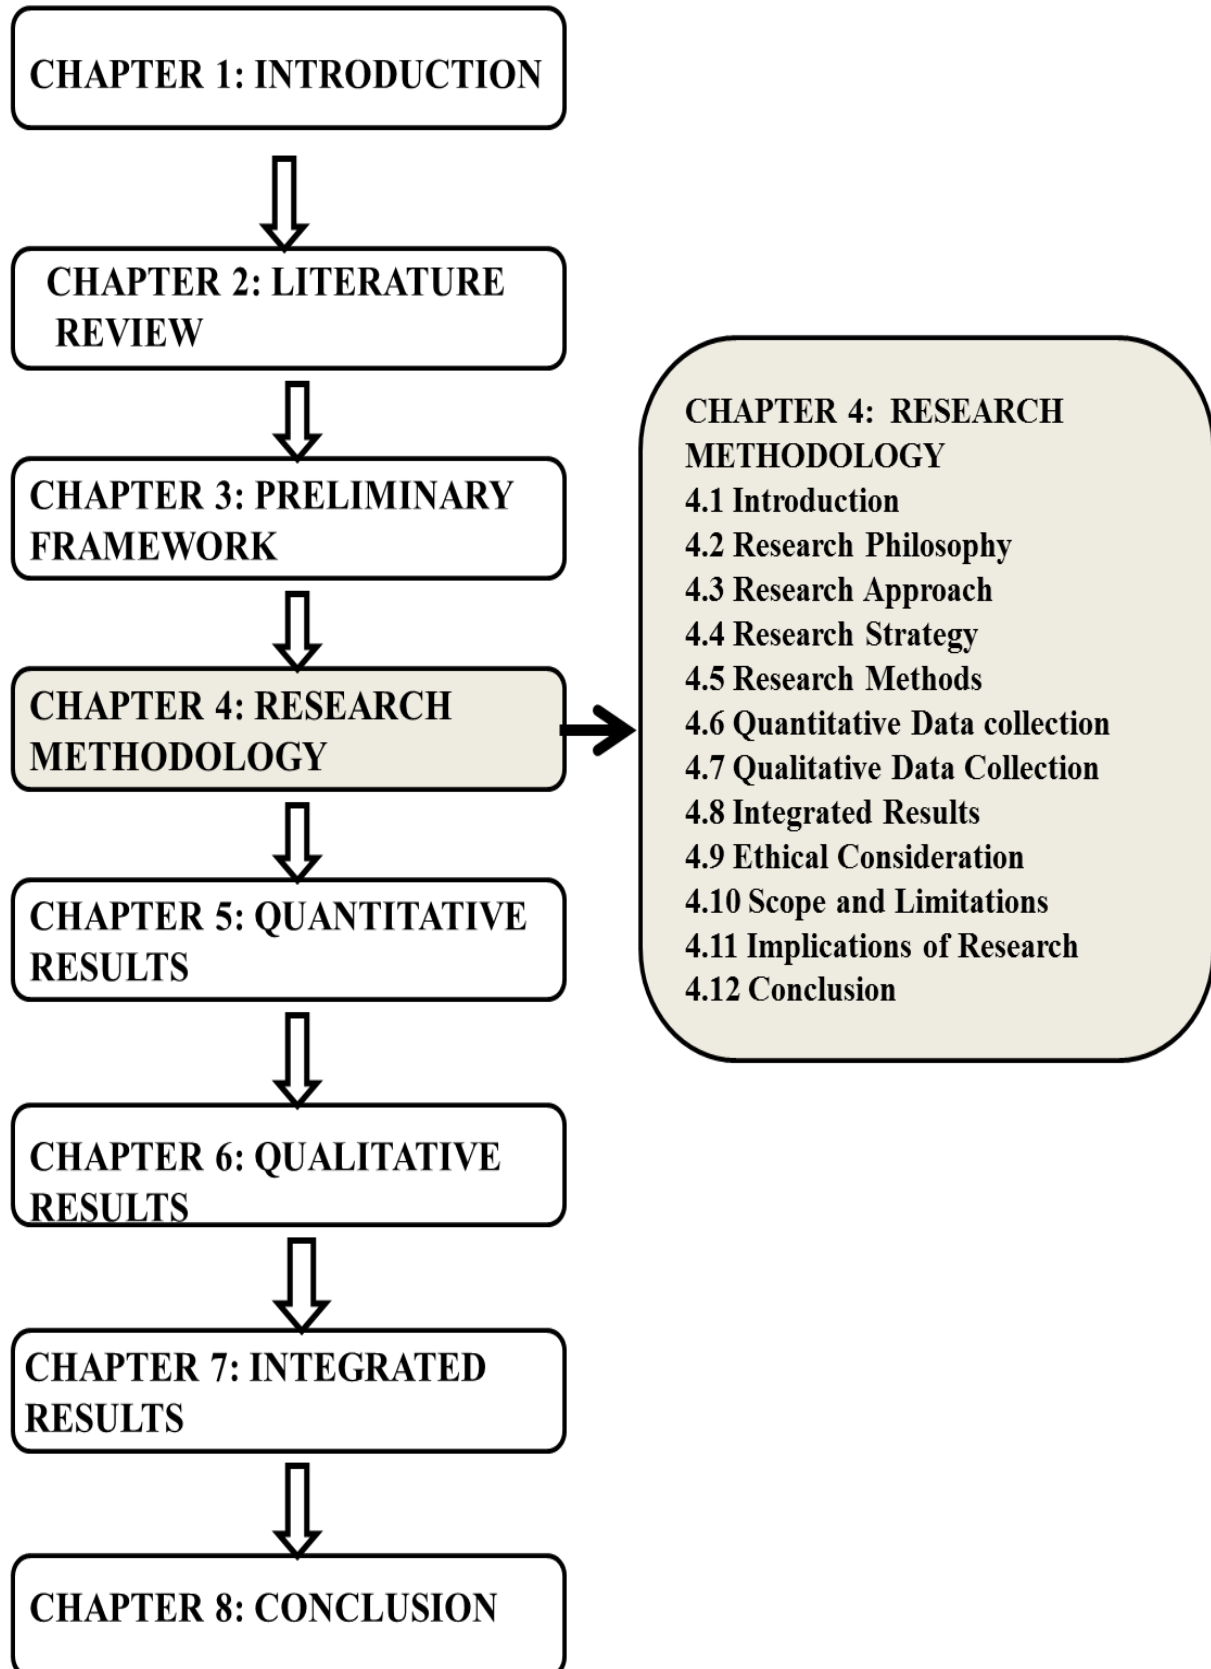 CHAPTER 1: INTRODUCTION
CHAPTER 2: LITERATURE
REVIEW
CHAPTER 3: PRELIMINARY
FRAMEWORK
CHAPTER 4: RESEARCH
METHODOLOGY
CHAPTER 5: QUANTITATIVE
RESULTS
CHAPTER 6: QUALITATIVE
RESULTS
CHAPTER 7: INTEGRATED
RESULTS
CHAPTER 8: CONCLUSION
CHAPTER 4: RESEARCH
METHODOLOGY
4.1 Introduction
4.2 Research Philosophy
4.3 Research Approach
4.4 Research Strategy
4.5 Research Methods
4.6 Quantitative Data collection
4.7 Qualitative Data Collection
4.8 Integrated Results
4.9 Ethical Consideration
4.10 Scope and Limitations
4.11 Implications of Research
4.12 Conclusion